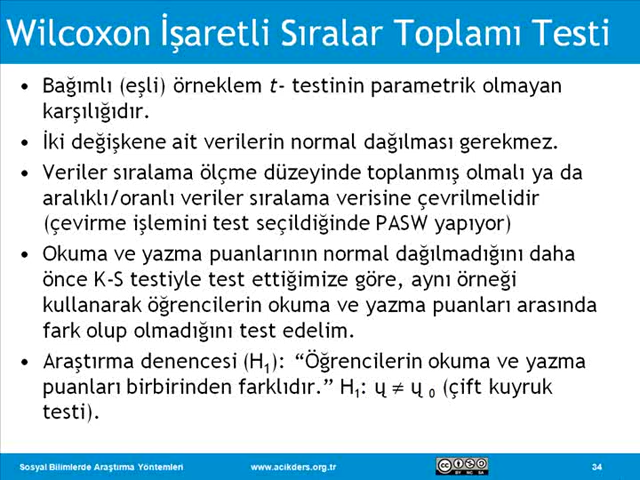 Wilcoxon İşaretli Sıralar Toplamı Testi
• Bağımlı (eşli) örneklem t- testinin parametrik olmayan
karşılığıdır.
• İki değişkene ait verilerin normal dağılması gerekmez.
• Veriler sıralama ölçme düzeyinde toplanmış olmalı ya da
aralıklı/oranlı veriler sıralama verisine çevrilmelidir
(çevirme işlemini test seçildiğinde PASW yapıyor)
• Okuma ve yazma puanlarının normal dağılmadığını daha
önce K-S testiyle test ettiğimize göre, aynı örneği
kullanarak öğrencilerin okuma ve yazma puanları arasında
fark olup olmadığını test edelim.
• Araştırma denencesi (H₁): “Öğrencilerin okuma ve yazma
puanları birbirinden farklıdır.” H₁: ɥ ≠ ɥ ₀ (çift kuyruk
testi).
Sosyal Bilimlerde Araştırma Yöntemleri www.acikders.org.tr cc BY NC SA 34